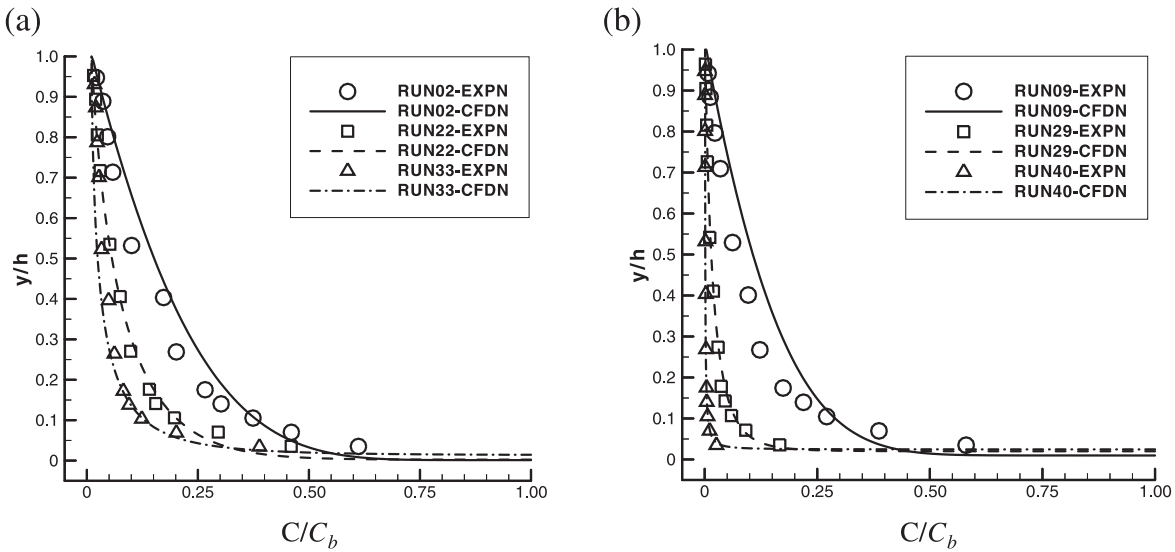 (a)
1.0
0.9
0.8
0.7
0.6
0.5
0.4
0.3
0.2
0.1
0
y/h
RUN02-EXPN
RUN02-CFDN
RUN22-EXPN
RUN22-CFDN
RUN33-EXPN
RUN33-CFDN
0 0.25 0.50 0.75 1.00
C/C_b
(b)
1.0
0.9
0.8
0.7
0.6
0.5
0.4
0.3
0.2
0.1
0
y/h
RUN09-EXPN
RUN09-CFDN
RUN29-EXPN
RUN29-CFDN
RUN40-EXPN
RUN40-CFDN
0 0.25 0.50 0.75 1.00
C/C_b